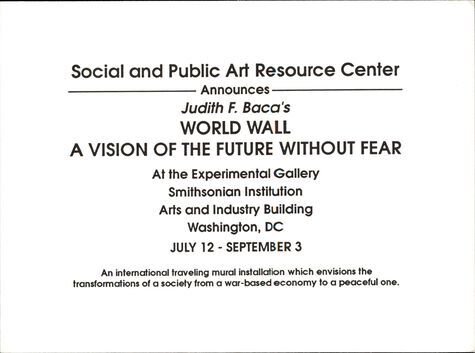 Social and Public Art Resource Center
Announces
Judith F. Baca's
WORLD WALL
A VISION OF THE FUTURE WITHOUT FEAR
At the Experimental Gallery
Smithsonian Institution
Arts and Industry Building
Washington, DC
JULY 12 - SEPTEMBER 3
An international traveling mural installation which envisions the
transformations of a society from a war-based economy to a peaceful one.